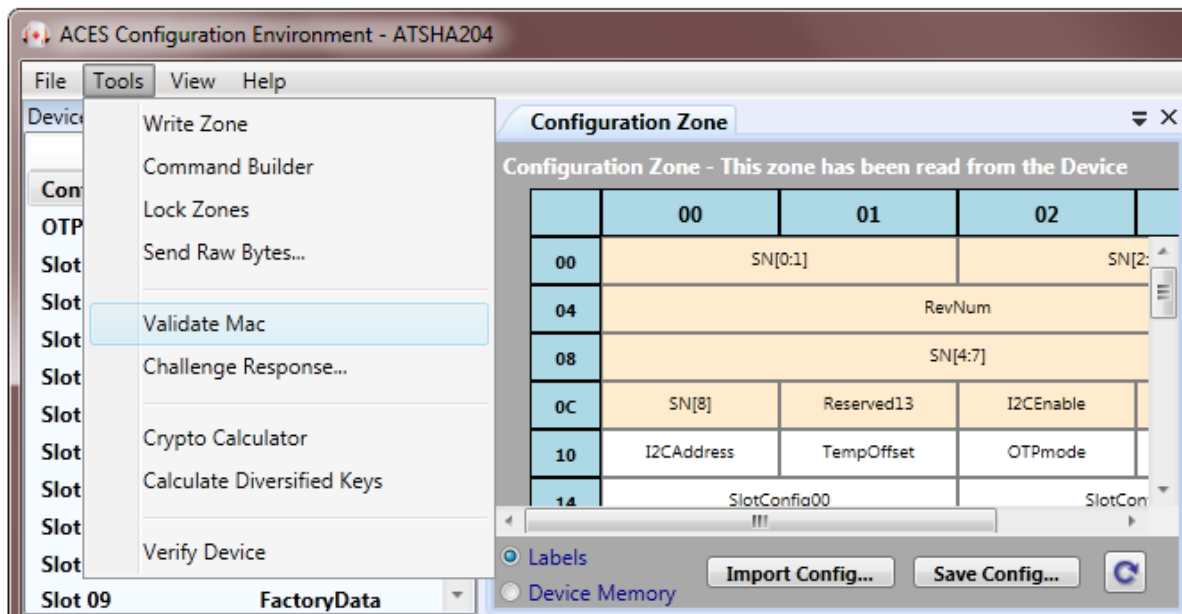 ACES Configuration Environment - ATSHA204
File Tools View Help
Device
Write Zone
Command Builder
Lock Zones
Send Raw Bytes...
Validate Mac
Challenge Response...
Crypto Calculator
Calculate Diversified Keys
Verify Device
Con
OTP
Slot
Slot
Slot
Slot
Slot
Slot
Slot
Slot
Slot
Slot 09 FactoryData
Configuration Zone
Configuration Zone - This zone has been read from the Device
00 01 02
00 SN[0:1] SN[2:
04 RevNum
08 SN[4:7]
0C SN[8] Reserved13 I2CEnable
10 I2CAddress TempOffset OTPmode
14 SlotConfig00 SlotCon
Labels
Device Memory
Import Config... Save Config...